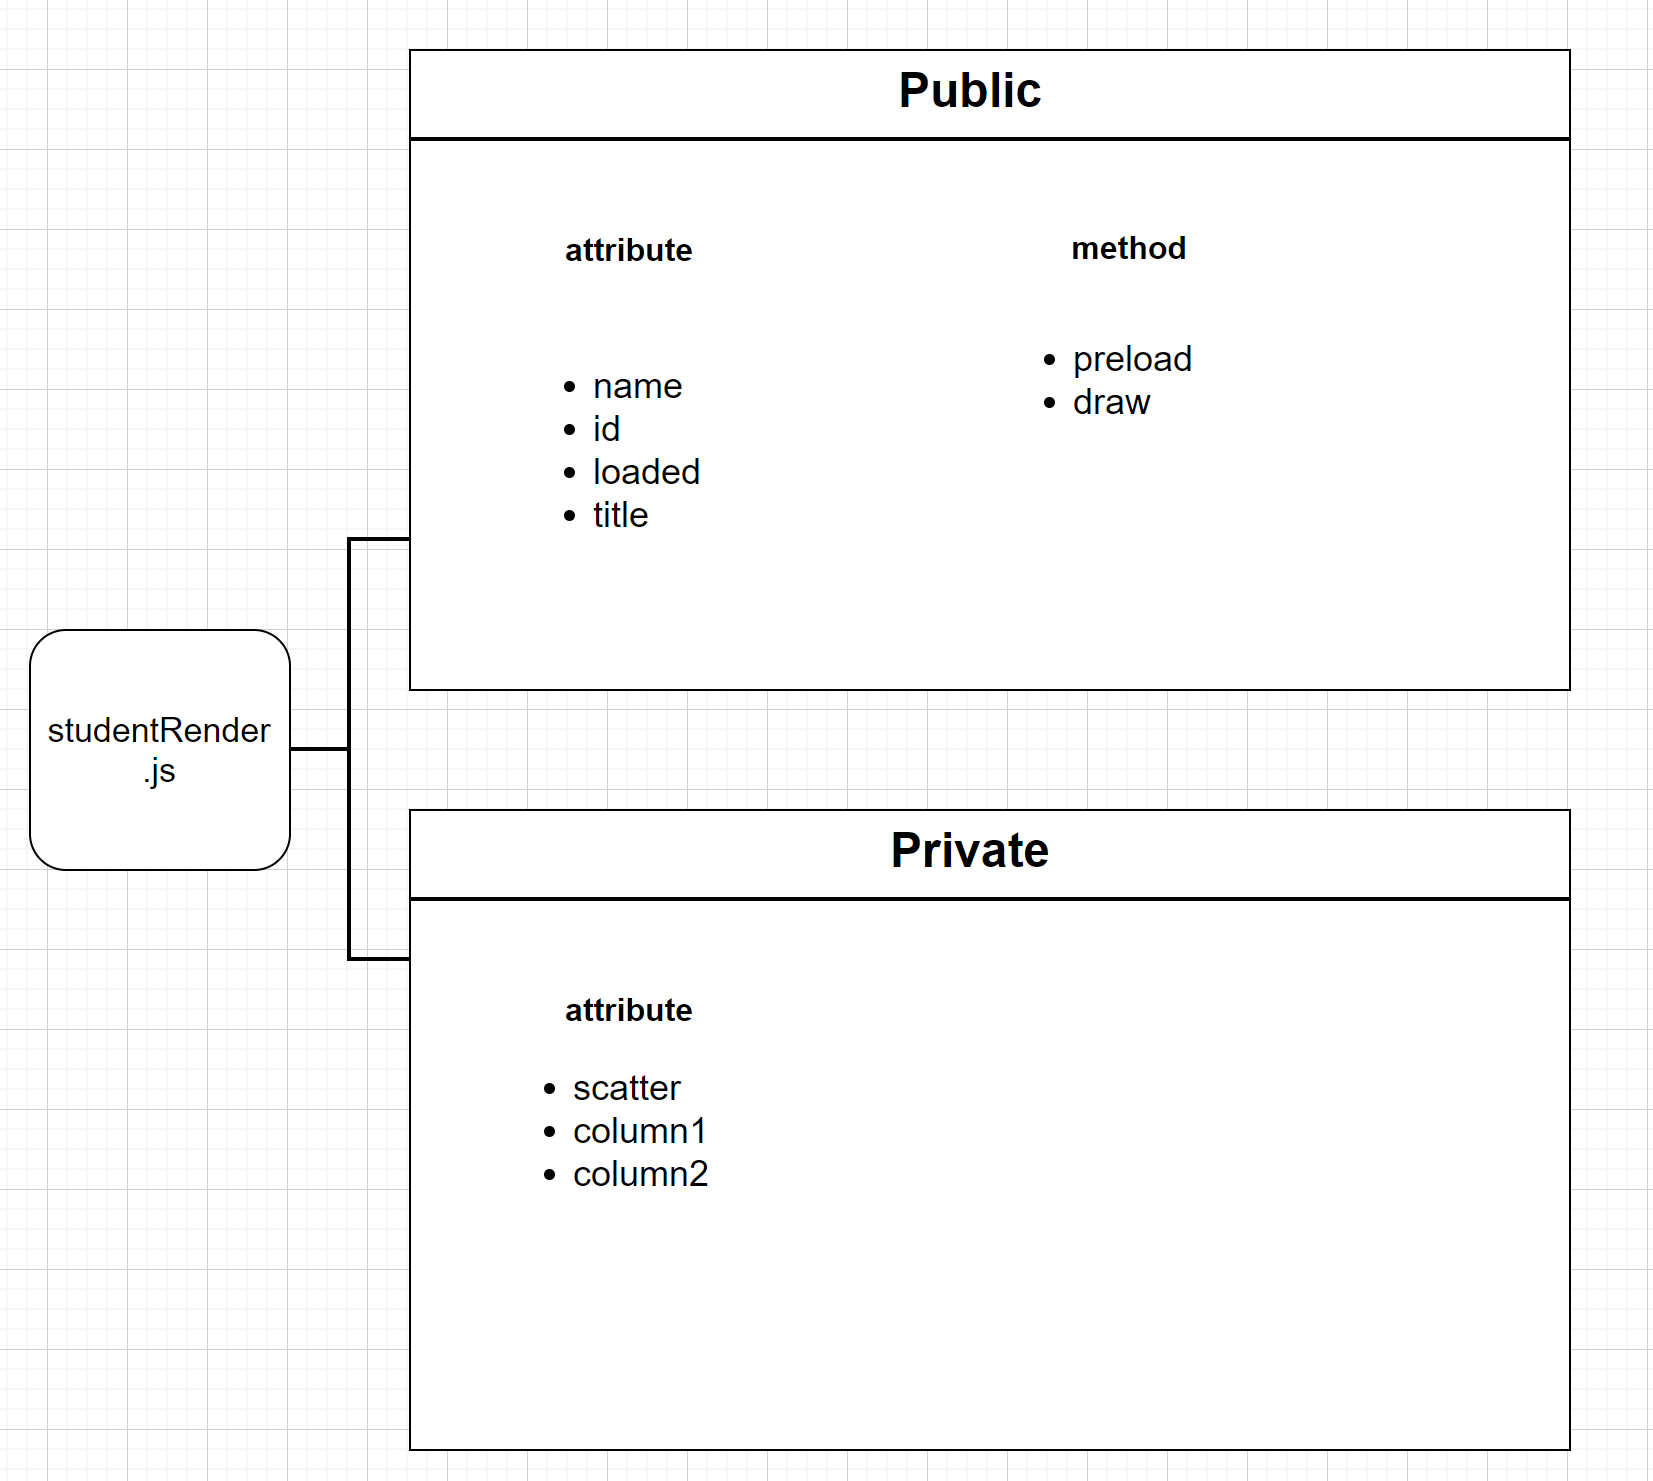 Public
attribute
method
name
id
loaded
title
preload
draw
studentRender
.js
Private
attribute
scatter
column1
column2